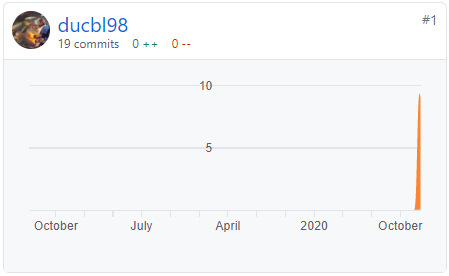 ducbl98
#1
19 commits 0 ++ 0 --
10
5
October July April 2020 October